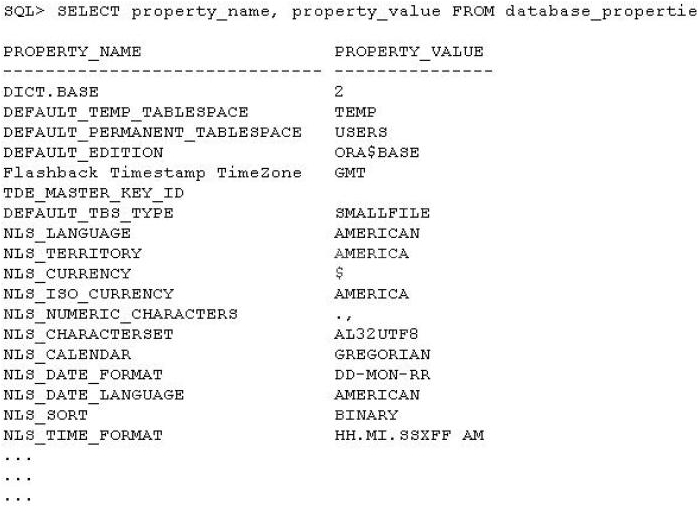 SQL> SELECT property_name, property_value FROM database_propertie
PROPERTY_NAME PROPERTY_VALUE
------------------------------ ---------------
DICT.BASE 2
DEFAULT_TEMP_TABLESPACE TEMP
DEFAULT_PERMANENT_TABLESPACE USERS
DEFAULT_EDITION ORA$BASE
Flashback Timestamp TimeZone GMT
TDE_MASTER_KEY_ID
DEFAULT_TBS_TYPE SMALLFILE
NLS_LANGUAGE AMERICAN
NLS_TERRITORY AMERICA
NLS_CURRENCY $
NLS_ISO_CURRENCY AMERICA
NLS_NUMERIC_CHARACTERS .,
NLS_CHARACTERSET AL32UTF8
NLS_CALENDAR GREGORIAN
NLS_DATE_FORMAT DD-MON-RR
NLS_DATE_LANGUAGE AMERICAN
NLS_SORT BINARY
NLS_TIME_FORMAT HH.MI.SSXFF AM
...
...
...